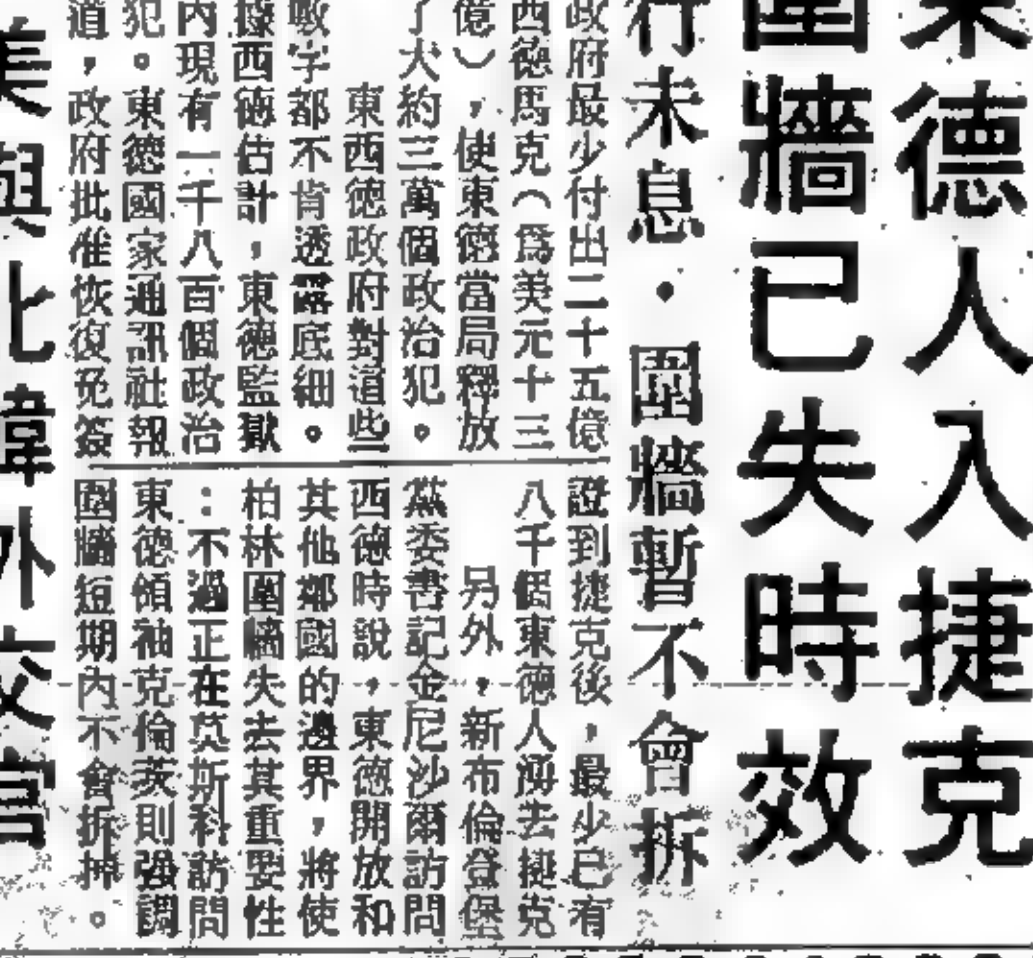 東德人入捷克
圍牆已失時效
行未息・圍牆暫不會拆
政府最少付出二十五億
西德馬克(爲美元十三
億),使東德當局釋放
了大約三萬個政治犯。
東西德政府對這些
數字都不肯透露底細。
據西德估計,東德監獄
內現有一千八百個政治
犯。東德國家通訊社報
道,政府批准恢復免簽
證到捷克後,最少已有
八千個東德人湧去捷克
另外,新布倫登堡
黨委書記金尼沙爾訪問
西德時說,東德開放和
其他鄰國的邊界,將使
柏林圍牆失去其重要性
:不過正在莫斯科訪問
東德領袖克倫茨則強調
圍牆短期內不會拆掉。
美與北韓外交官